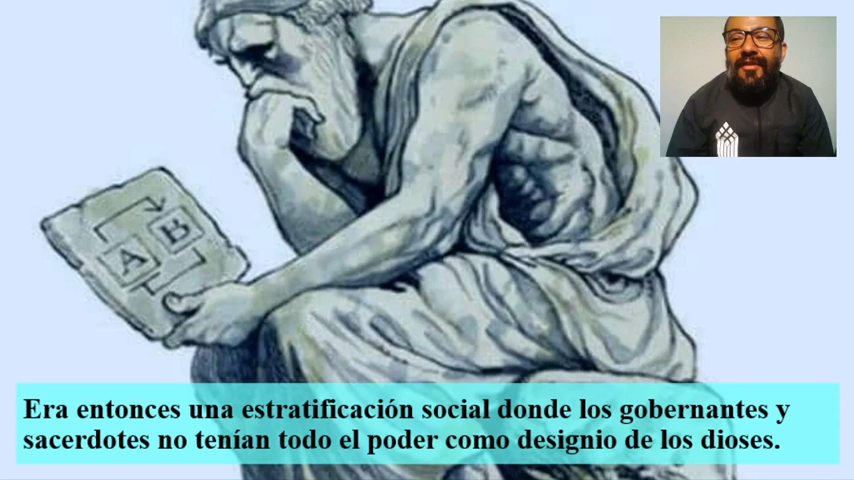 A
B
Era entonces una estratificación social donde los gobernantes y
sacerdotes no tenían todo el poder como designio de los dioses.